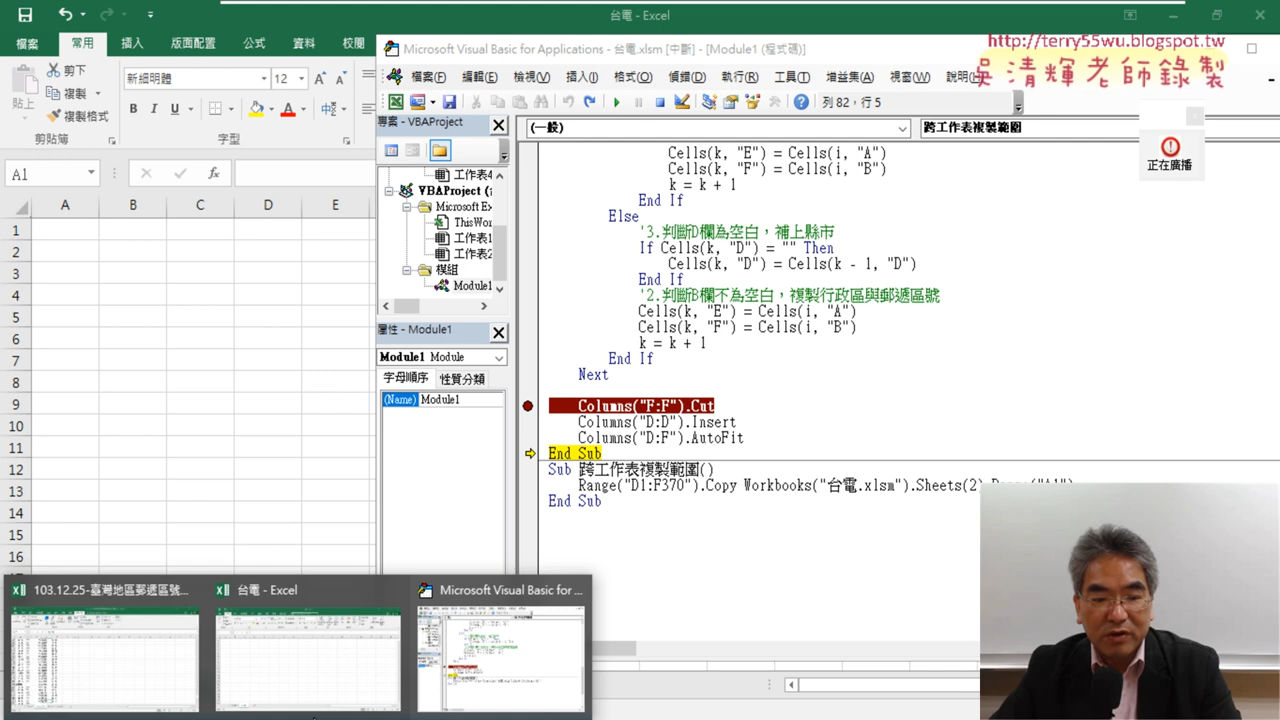 台電 - Excel
檔案 常用 插入 版面配置 公式 資料 校閱
剪下
複製
複製格式
貼上
剪貼簿
新細明體 12
B I U
字型
A1
fx
A B C D E
1
2
3
4
5
6
7
8
9
10
11
12
13
14
15
16
Microsoft Visual Basic for Applications - 台電.xlsm [中斷] - [Module1 (程式碼)]
http://terry55wu.blogspot.tw
吳清輝老師錄製
檔案(F) 編輯(E) 檢視(V) 插入(I) 格式(O) 偵錯(D) 執行(R) 工具(T) 增益集(A) 視窗(W) 說明(H)
列 82, 行 5
正在廣播
專案 - VBAProject
工作表4
VBAProject (台
Microsoft Ex
ThisWor
工作表1
工作表2
模組
Module1
屬性 - Module1
Module1 Module
字母順序 性質分類
(Name) Module1
(一般) 跨工作表複製範圍
Cells(k, "E") = Cells(i, "A")
Cells(k, "F") = Cells(i, "B")
k = k + 1
End If
Else
'3.判斷D欄為空白，補上縣市
If Cells(k, "D") = "" Then
Cells(k, "D") = Cells(k - 1, "D")
End If
'2.判斷B欄不為空白，複製行政區與郵遞區號
Cells(k, "E") = Cells(i, "A")
Cells(k, "F") = Cells(i, "B")
k = k + 1
End If
Next
Columns("F:F").Cut
Columns("D:D").Insert
Columns("D:F").AutoFit
End Sub
Sub 跨工作表複製範圍()
Range("D1:F370").Copy Workbooks("台電.xlsm").Sheets(2).Range("A1")
End Sub
103.12.25-臺灣地區郵遞區號...
台電 - Excel
Microsoft Visual Basic for ...